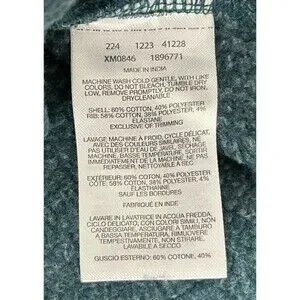 224 1223 41228
XM0846 1896771
MADE IN INDIA
MACHINE WASH COLD GENTLE, WITH LIKE
COLORS, DO NOT BLEACH, TUMBLE DRY
LOW, REMOVE PROMPTLY, DO NOT IRON,
DRYCLEANABLE
SHELL: 60% COTTON, 40% POLYESTER
RIB: 58% COTTON, 38% POLYESTER, 4%
ELASTANE
EXCLUSIVE OF TRIMMING
LAVAGE MACHINE À FROID, CYCLE DÉLICAT,
AVEC COULEURS SIMILAIRES, NE
PAS UTILISER D'EAU DE JAVEL, SÉCHAGE
TAMBOUR À BASSE TEMPÉRATURE, SORTIR
IMMÉDIATEMENT DE LA MACHINE, NE PAS
REPASSER, NETTOYABLE À SEC
EXTÉRIEUR: 60% COTON, 40% POLYESTER
CÔTE: 58% COTON, 38% POLYESTER, 4%
ÉLASTHANNE
SAUF LES BORDURES
FABRIQUÉ EN INDE
LAVARE IN LAVATRICE IN ACQUA FREDDA,
CICLO DELICATO, CON COLORI SIMILI, NON
CANDEGGIARE, ASCIUGARE A TAMBURO
A BASSA TEMPERATURA, RIMUOVERE
TEMPESTIVAMENTE, NON STIRARE,
LAVABILE A SECCO
GUSCIO ESTERNO: 60% COTONE, 40%